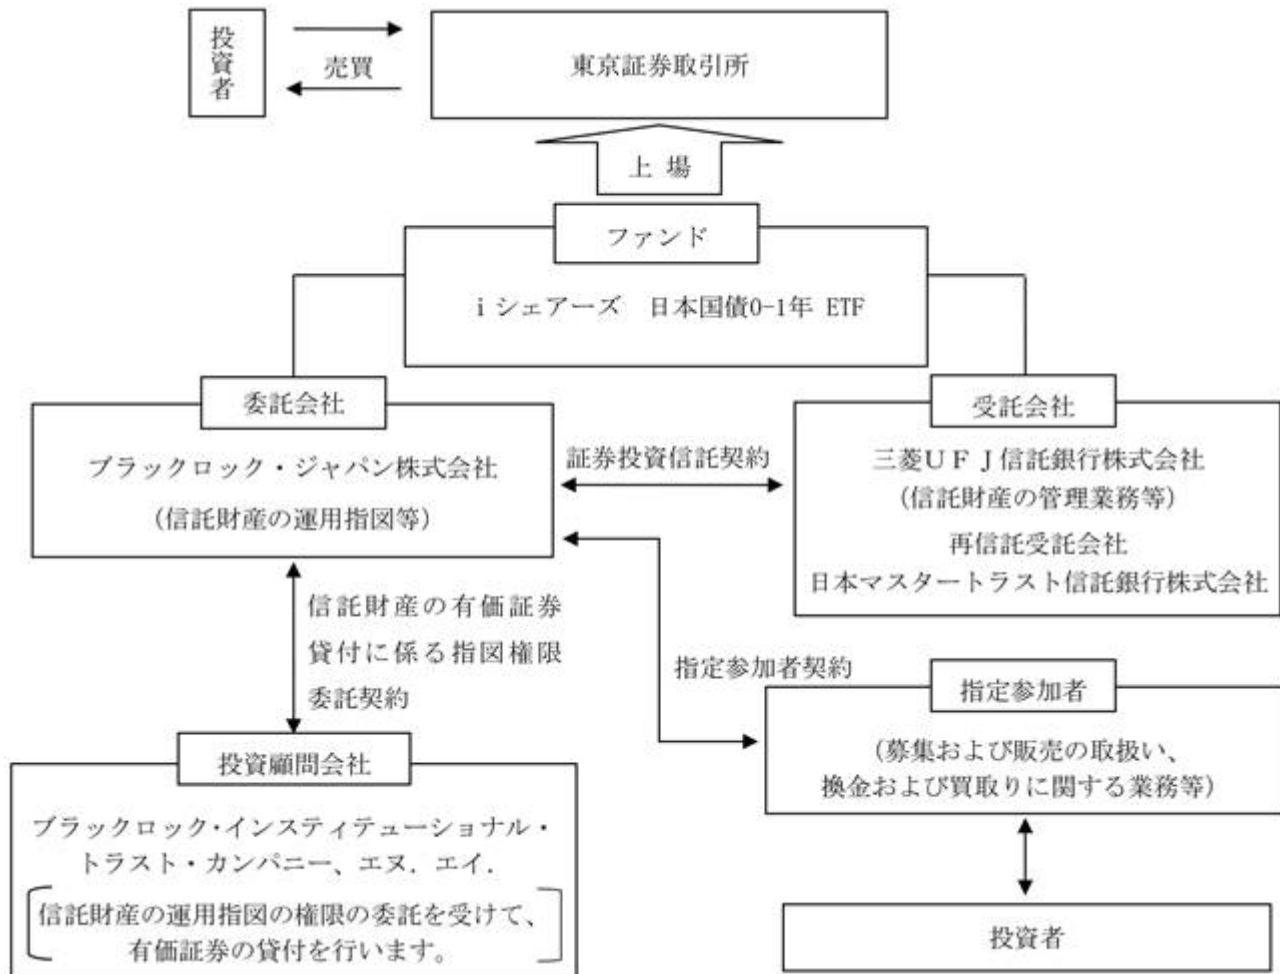 投資者
売買
東京証券取引所
上 場
ファンド
i シェアーズ　日本国債0-1年 ETF
委託会社
ブラックロック・ジャパン株式会社
（信託財産の運用指図等）
証券投資信託契約
受託会社
三菱ＵＦＪ信託銀行株式会社
（信託財産の管理業務等）
再信託受託会社
日本マスタートラスト信託銀行株式会社
信託財産の有価証券
貸付に係る指図権限
委託契約
指定参加者契約
指定参加者
（募集および販売の取扱い、
換金および買取りに関する業務等）
投資顧問会社
ブラックロック・インスティテューショナル・
トラスト・カンパニー、エヌ．エイ．
信託財産の運用指図の権限の委託を受けて、
有価証券の貸付を行います。
投資者